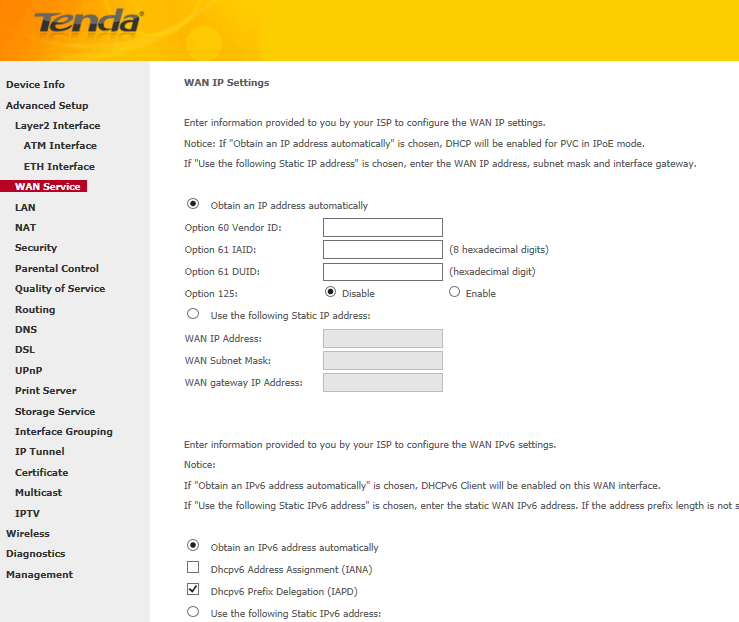 Tenda
Device Info
Advanced Setup
Layer2 Interface
ATM Interface
ETH Interface
WAN Service
LAN
NAT
Security
Parental Control
Quality of Service
Routing
DNS
DSL
UPnP
Print Server
Storage Service
Interface Grouping
IP Tunnel
Certificate
Multicast
IPTV
Wireless
Diagnostics
Management
WAN IP Settings
Enter information provided to you by your ISP to configure the WAN IP settings.
Notice: If "Obtain an IP address automatically" is chosen, DHCP will be enabled for PVC in IPoE mode.
If "Use the following Static IP address" is chosen, enter the WAN IP address, subnet mask and interface gateway.
Obtain an IP address automatically
Option 60 Vendor ID:
Option 61 IAID: (8 hexadecimal digits)
Option 61 DUID: (hexadecimal digit)
Option 125: Disable Enable
Use the following Static IP address:
WAN IP Address:
WAN Subnet Mask:
WAN gateway IP Address:
Enter information provided to you by your ISP to configure the WAN IPv6 settings.
Notice:
If "Obtain an IPv6 address automatically" is chosen, DHCPv6 Client will be enabled on this WAN interface.
If "Use the following Static IPv6 address" is chosen, enter the static WAN IPv6 address. If the address prefix length is not s
Obtain an IPv6 address automatically
Dhcpv6 Address Assignment (IANA)
Dhcpv6 Prefix Delegation (IAPD)
Use the following Static IPv6 address: